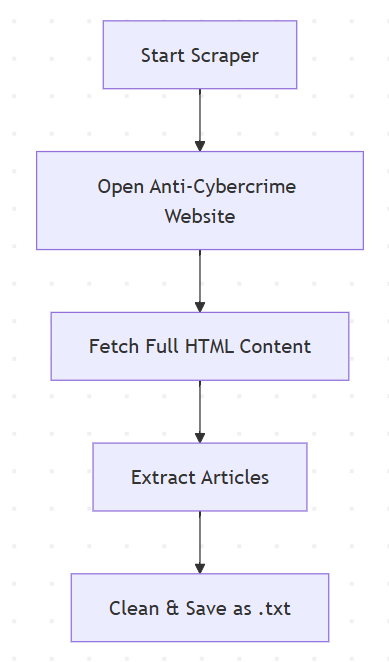 Start Scraper
Open Anti-Cybercrime
Website
Fetch Full HTML Content
Extract Articles
Clean & Save as .txt